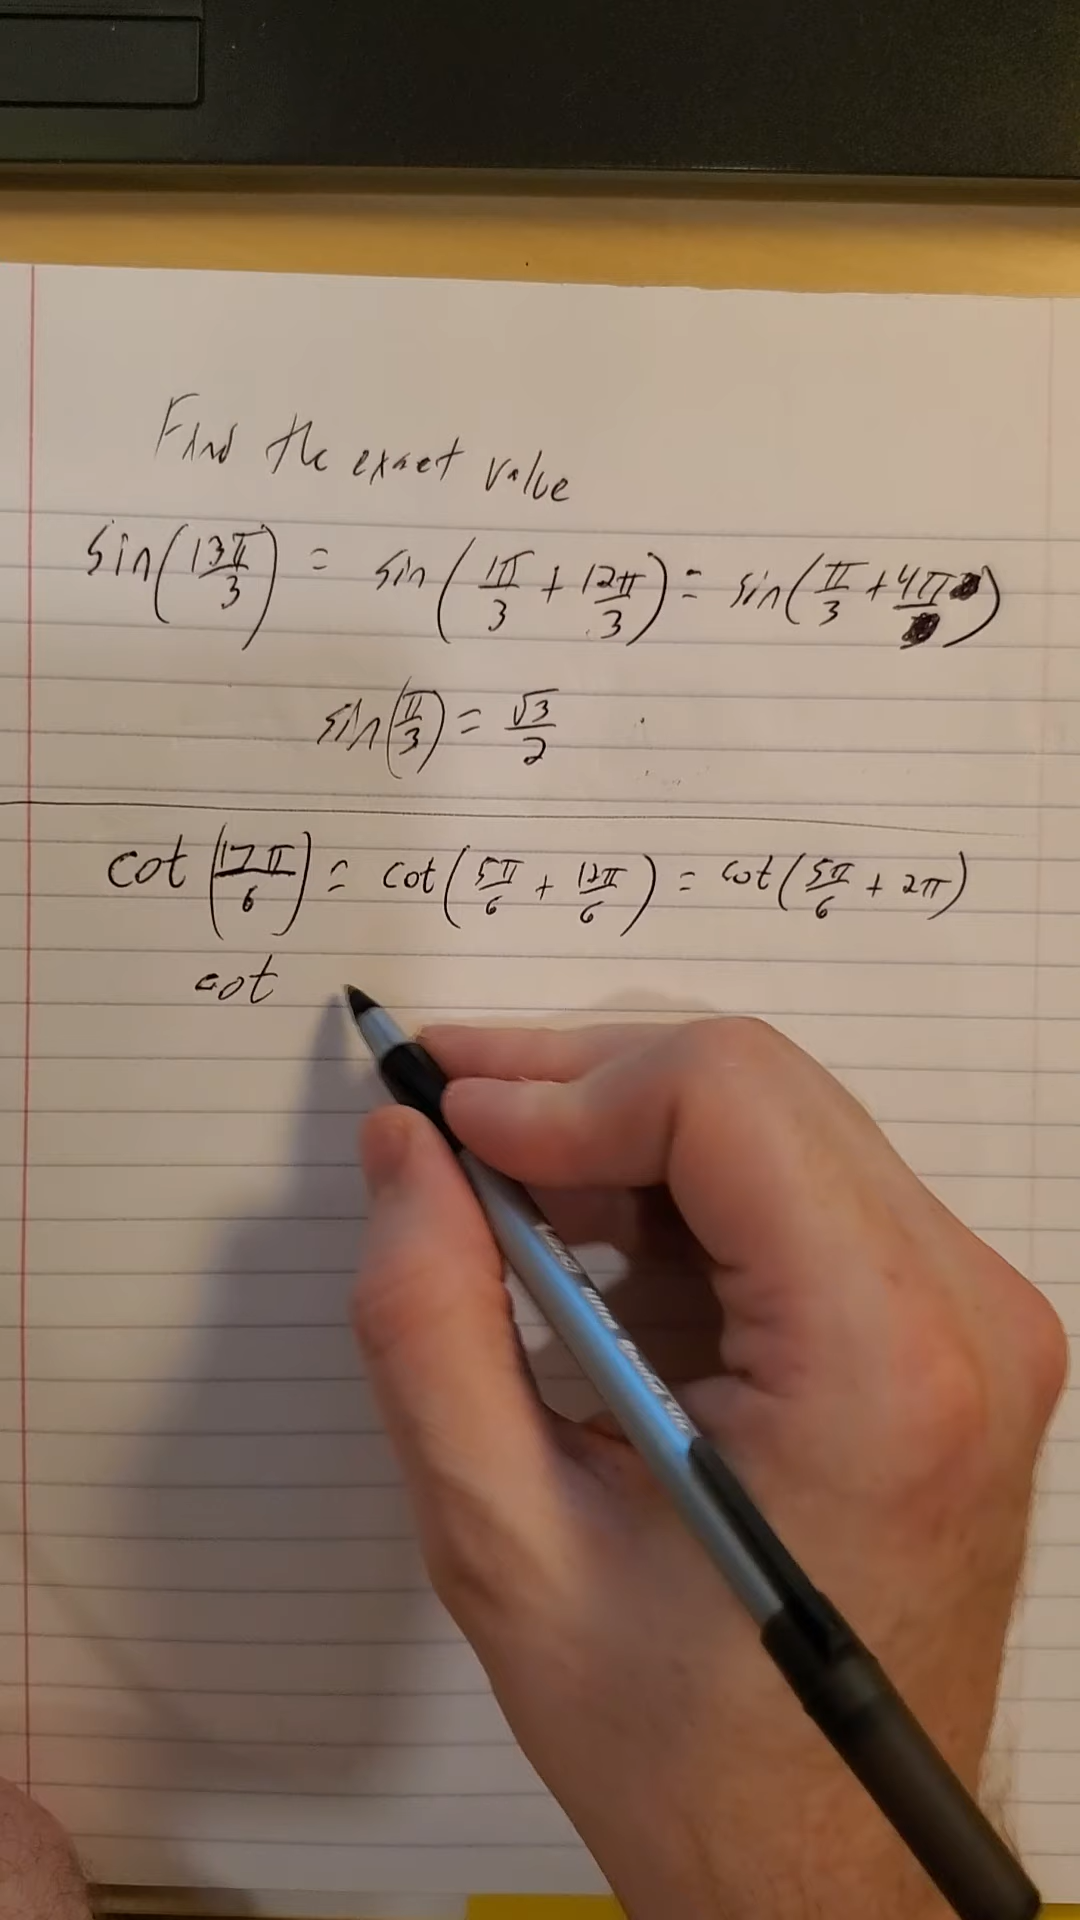 Find the exact value
sin(13π/3) = sin(1π/3 + 12π/3) = sin(π/3 + 4π)
sin(π/3) = √3/2
cot(17π/6) = cot(5π/6 + 12π/6) = cot(5π/6 + 2π)
cot